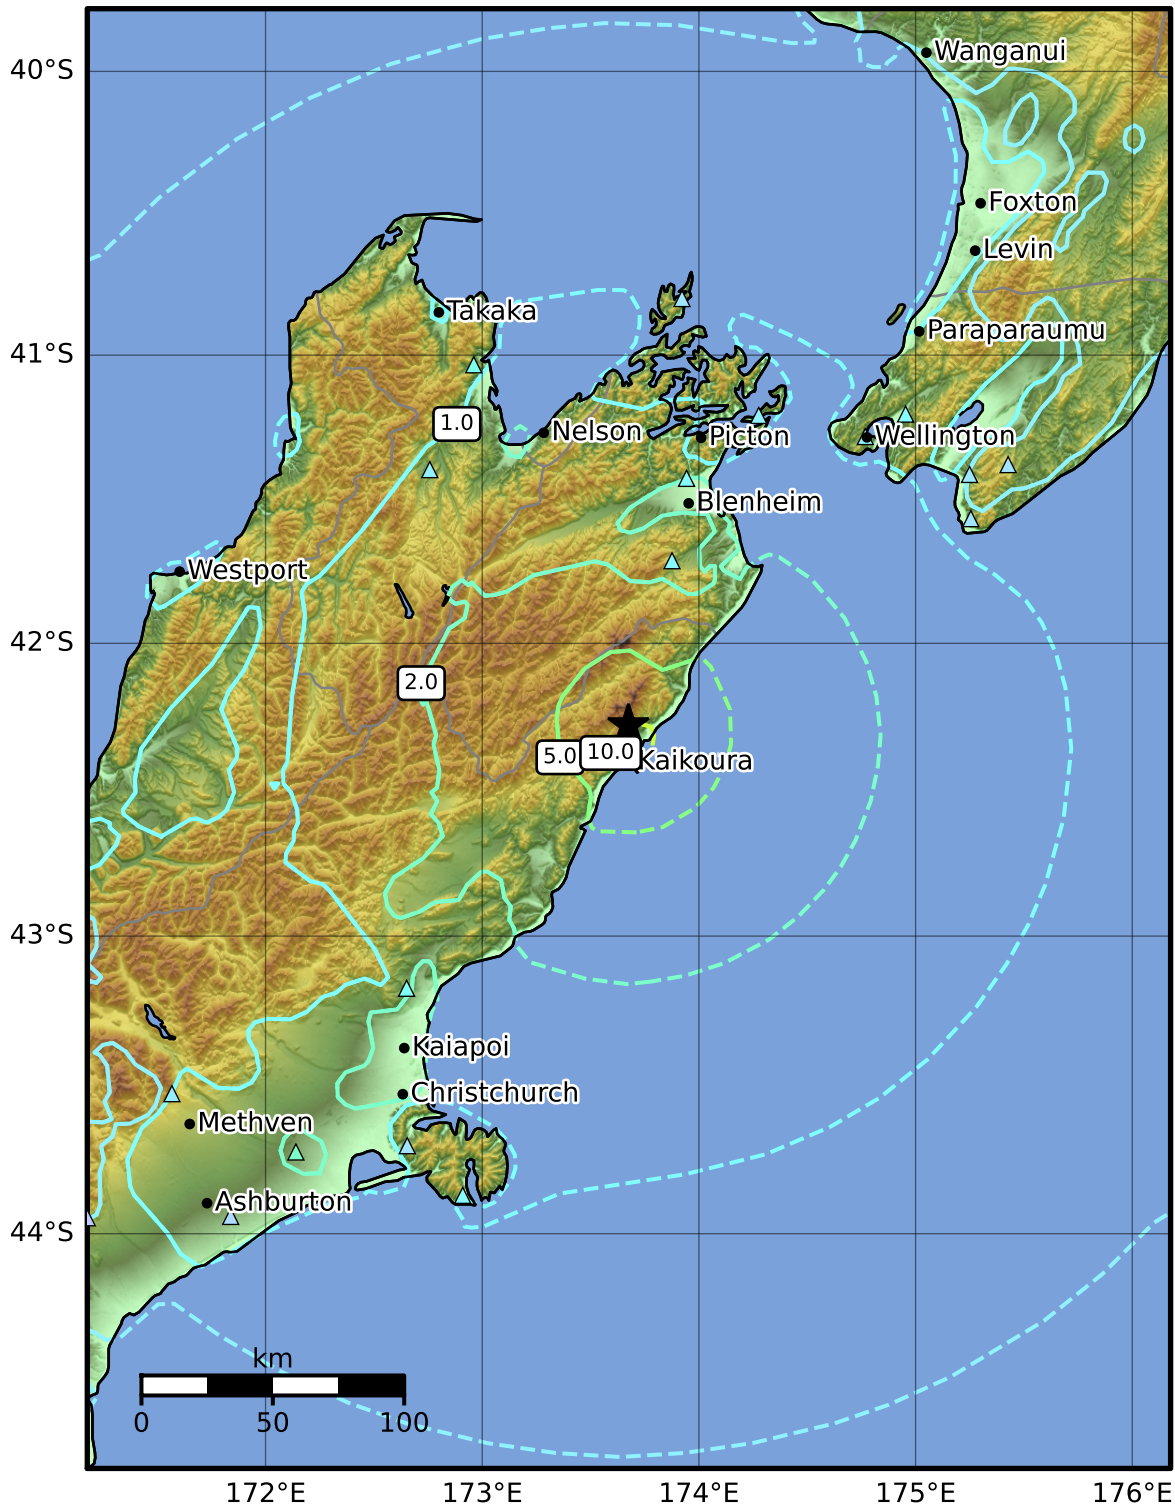 Wanganui
40°S
Foxton
Levin
Takaka
Paraparaumu
41°S
1.0
Nelson
Picton
Wellington
Blenheim
Westport
42°S
2.0
5.0
10.0
Kaikoura
43°S
Kaiapoi
Christchurch
Methven
Ashburton
44°S
km
0 50 100
172°E 173°E 174°E 175°E 176°E